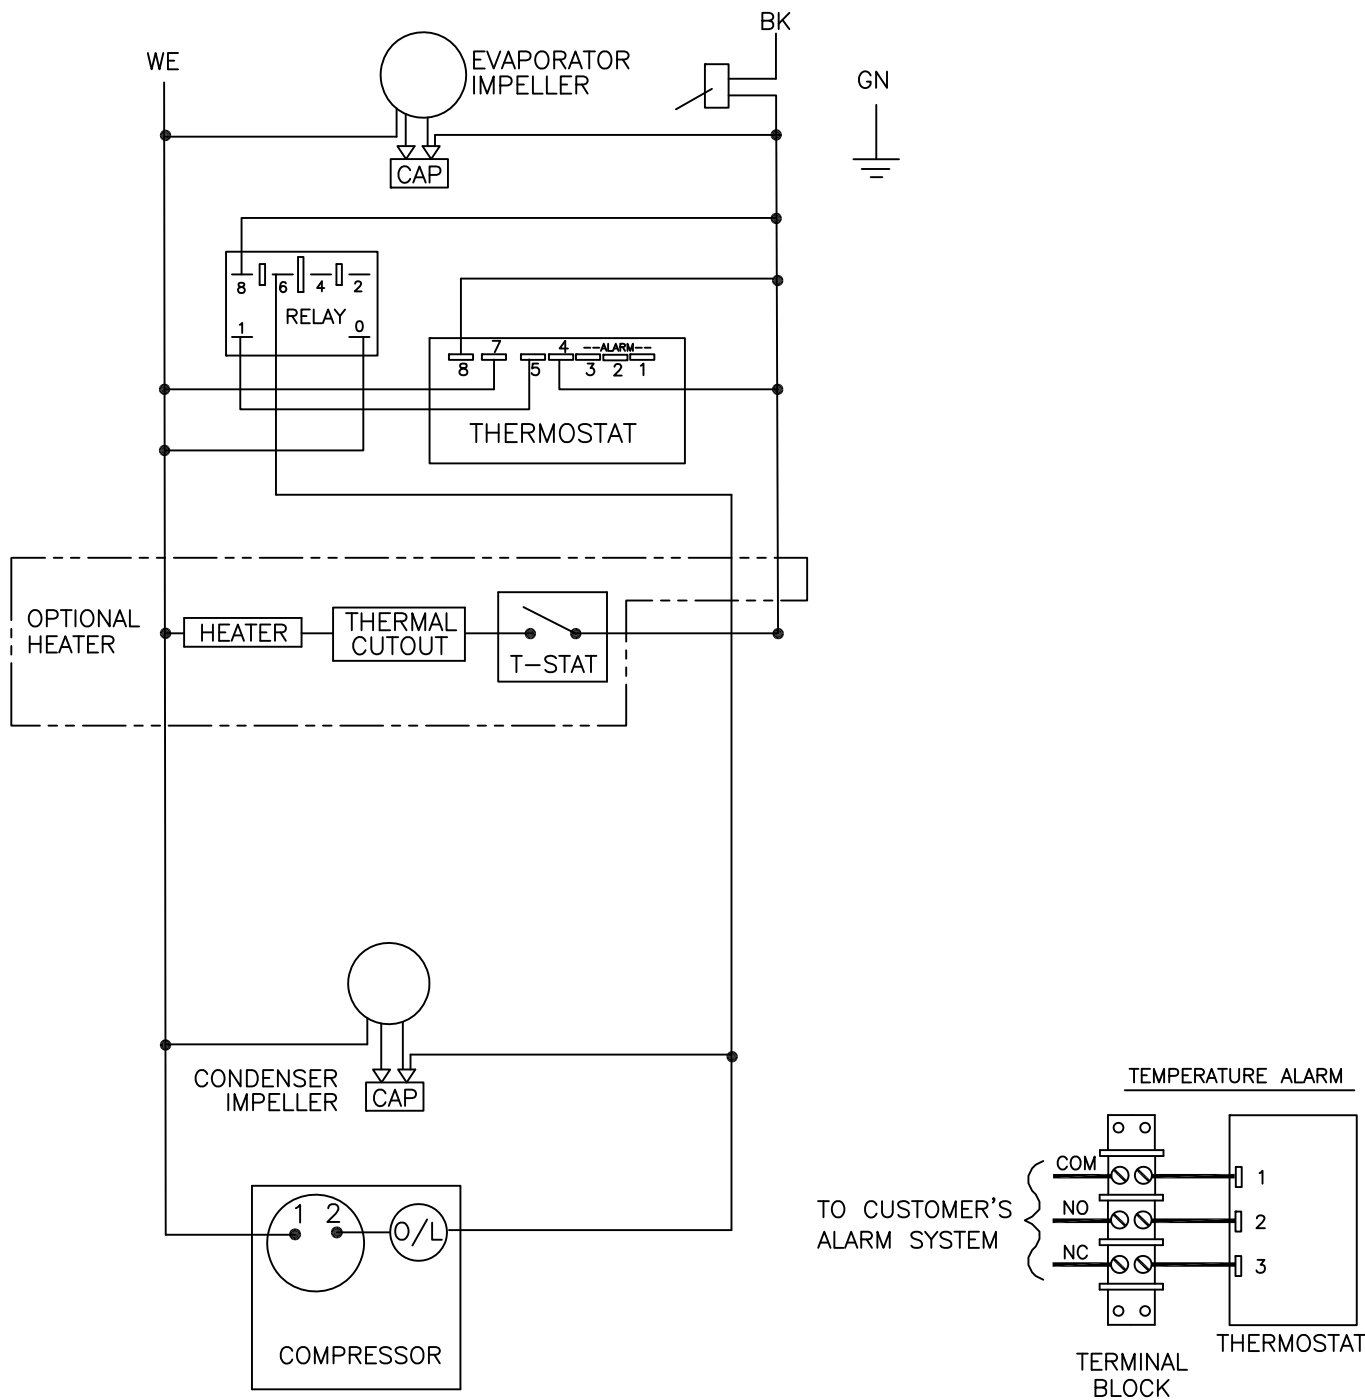 BK
WE
EVAPORATOR
IMPELLER
GN
CAP
8 6 4 2
RELAY
1 0
7 4 --ALARM--
8 5 3 2 1
THERMOSTAT
OPTIONAL
HEATER
HEATER
THERMAL
CUTOUT
T-STAT
CONDENSER
IMPELLER
CAP
1 2
O/L
COMPRESSOR
TEMPERATURE ALARM
COM
1
NO
2
NC
3
TO CUSTOMER'S
ALARM SYSTEM
THERMOSTAT
TERMINAL
BLOCK